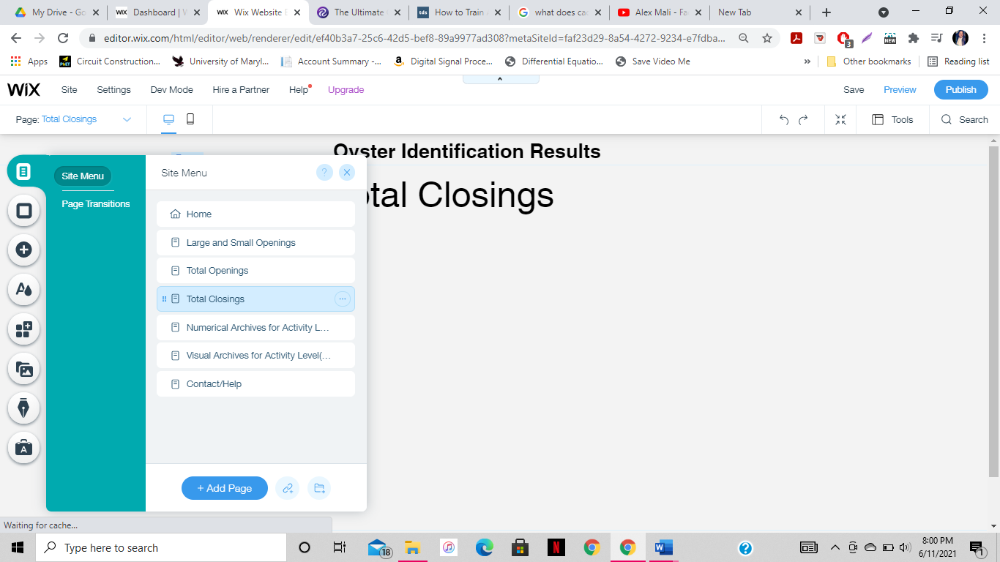 My Drive - Go
Dashboard | W
Wix Website E
The Ultimate
How to Train
what does cac
Alex Mali - Fa
New Tab
editor.wix.com/html/editor/web/renderer/edit/ef40b3a7-25c6-42d5-bef8-89a9977ad308?metaSiteId=faf23d29-8a54-4272-9234-e7fdba...
3
NEW
Apps
Circuit Construction...
University of Maryl...
Account Summary -...
Digital Signal Proce...
Differential Equatio...
Save Video Me
»
Other bookmarks
Reading list
WiX
Site
Settings
Dev Mode
Hire a Partner
Help
Upgrade
Save
Preview
Publish
Page: Total Closings
Tools
Search
Oyster Identification Results
Total Closings
Site Menu
Page Transitions
Site Menu
?
Home
Large and Small Openings
Total Openings
Total Closings
...
Numerical Archives for Activity L...
Visual Archives for Activity Level(...
Contact/Help
+ Add Page
Waiting for cache...
Type here to search
18
8:00 PM
6/11/2021
1